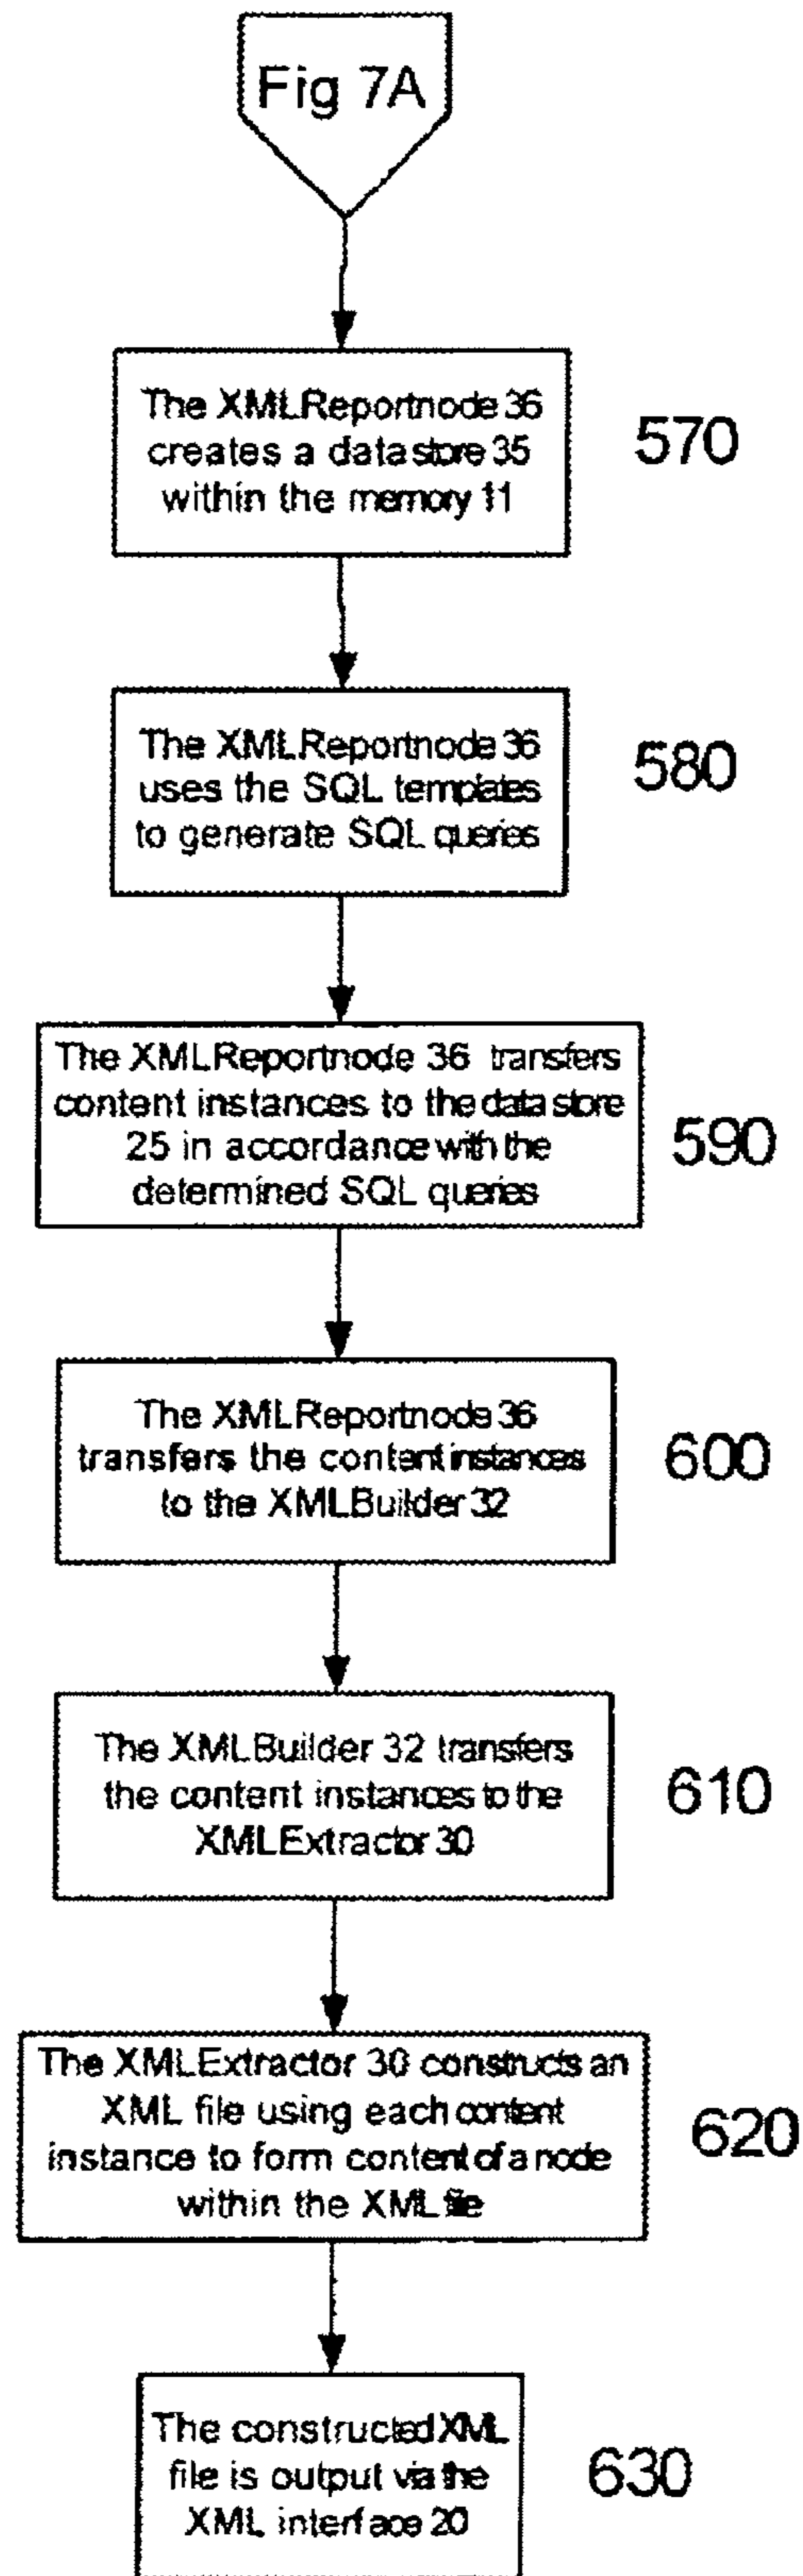 Fig 7A
The XMLReportnode 36
creates a data store 35
within the memory 11
570
The XMLReportnode 36
uses the SQL templates
to generate SQL queries
580
The XMLReportnode 36 transfers
content instances to the data store
25 in accordance with the
determined SQL queries
590
The XMLReportnode 36
transfers the content instances
to the XMLBuilder 32
600
The XMLBuilder 32 transfers
the content instances to the
XMLExtractor 30
610
The XMLExtractor 30 constructs an
XML file using each content
instance to form content of a node
within the XML file
620
The constructed XML
file is output via the
XML interface 20
630